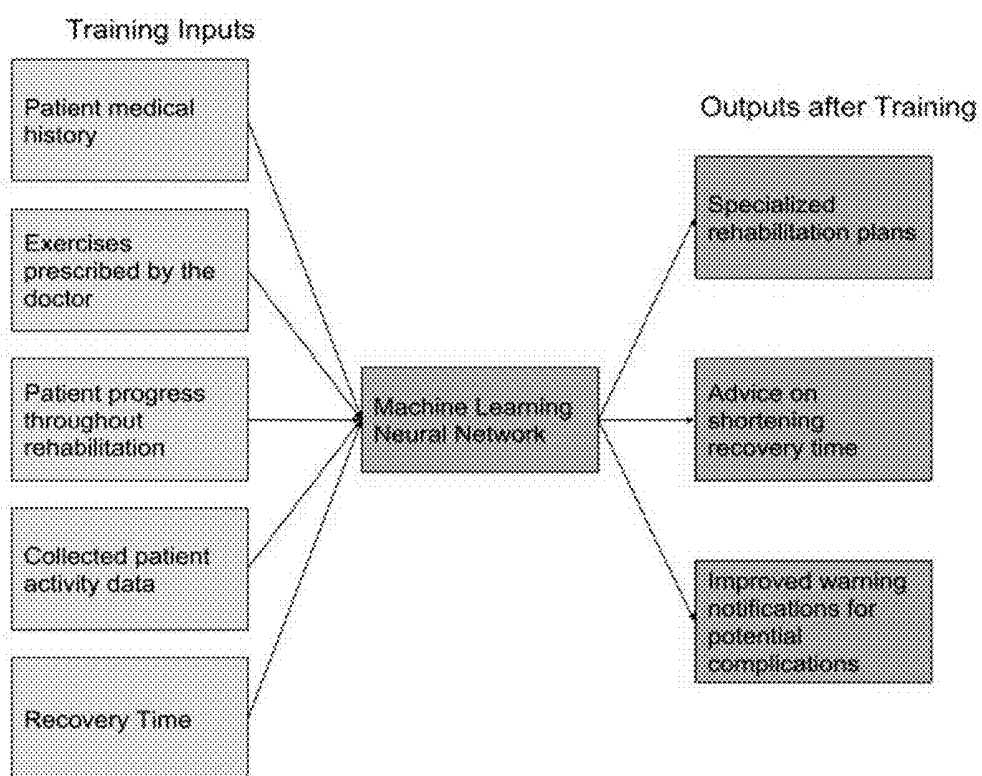 Training Inputs
Patient medical
history
Exercises
prescribed by the
doctor
Patient progress
throughout
rehabilitation
Collected patient
activity data
Recovery Time
Machine Learning
Neural Network
Outputs after Training
Specialized
rehabilitation plans
Advice on
shortening
recovery time
Improved warning
notifications for
potential
complications